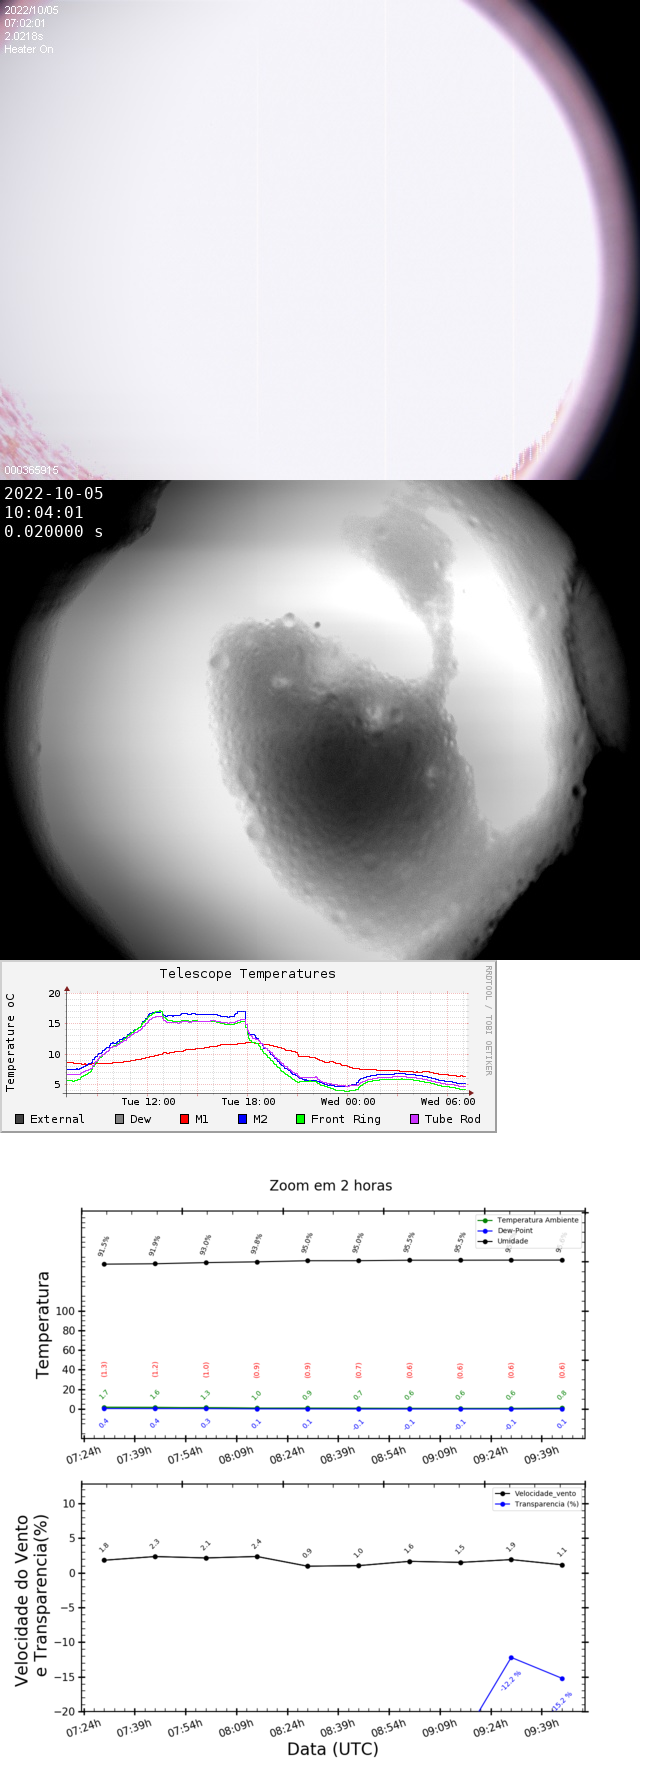 2022/10/05
07:02:01
2.0218s
Heater On
000365915
2022-10-05
10:04:01
0.020000 s
Telescope Temperatures
RRDTOOL / TOBI OETIKER
Temperature oC
20
15
10
5
Tue 12:00 Tue 18:00 Wed 00:00 Wed 06:00
External Dew M1 M2 Front Ring Tube Rod
Zoom em 2 horas
Temperatura Ambiente
Dew-Point
Umidade
91.5% 91.9% 93.0% 93.8% 95.0% 95.0% 95.5% 95.5%
Temperatura
100
80
60
40
20
0
(1.3) (1.2) (1.0) (0.9) (0.9) (0.7) (0.6) (0.6) (0.6) (0.6)
1.7 1.6 1.3 1.0 0.9 0.7 0.6 0.6 0.6 0.8
0.4 0.4 0.3 0.1 0.1 -0.1 -0.1 -0.1 -0.1 0.1
07:24h 07:39h 07:54h 08:09h 08:24h 08:39h 08:54h 09:09h 09:24h 09:39h
Velocidade_vento
Transparencia (%)
Velocidade do Vento
e Transparencia(%)
10
5
0
−5
−10
−15
−20
1.8 2.3 2.1 2.4 0.9 1.0 1.6 1.5 1.9 1.1
-12.2 %
-15.2 %
07:24h 07:39h 07:54h 08:09h 08:24h 08:39h 08:54h 09:09h 09:24h 09:39h
Data (UTC)